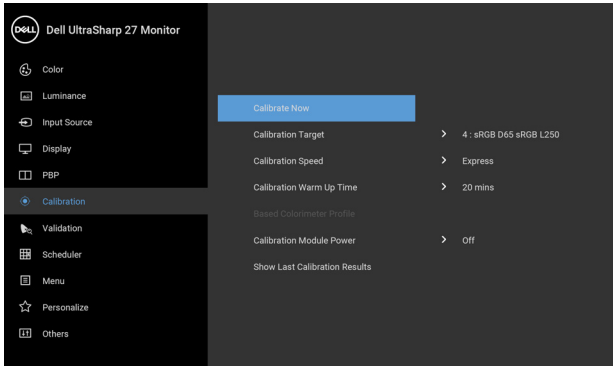 DELL
Dell UltraSharp 27 Monitor
Color
Luminance
Input Source
Display
PBP
Calibration
Validation
Scheduler
Menu
Personalize
Others
Calibrate Now
Calibration Target 4 : sRGB D65 sRGB L250
Calibration Speed Express
Calibration Warm Up Time 20 mins
Based Colorimeter Profile
Calibration Module Power Off
Show Last Calibration Results